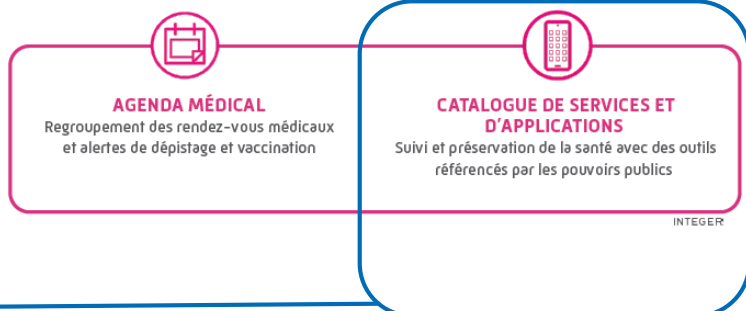 AGENDA MÉDICAL
Regroupement des rendez-vous médicaux
et alertes de dépistage et vaccination
CATALOGUE DE SERVICES ET
D'APPLICATIONS
Suivi et préservation de la santé avec des outils
référencés par les pouvoirs publics
INTEGER